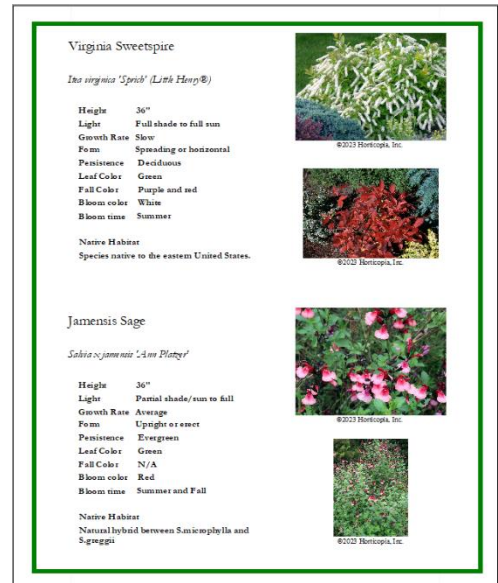 Virginia Sweetspire
Itea virginica 'Sprich' (Little Henry®)
Height 36"
Light Full shade to full sun
Growth Rate Slow
Form Spreading or horizontal
Persistence Deciduous
Leaf Color Green
Fall Color Purple and red
Bloom color White
Bloom time Summer
Native Habitat
Species native to the eastern United States.
©2023 Horticopia, Inc.
©2023 Horticopia, Inc.
Jamensis Sage
Salvia x jamensis 'Ann Platzer'
Height 36"
Light Partial shade/sun to full
Growth Rate Average
Form Upright or erect
Persistence Evergreen
Leaf Color Green
Fall Color N/A
Bloom color Red
Bloom time Summer and Fall
Native Habitat
Natural hybrid between S.microphylla and
S.greggii
©2023 Horticopia, Inc.
©2023 Horticopia, Inc.